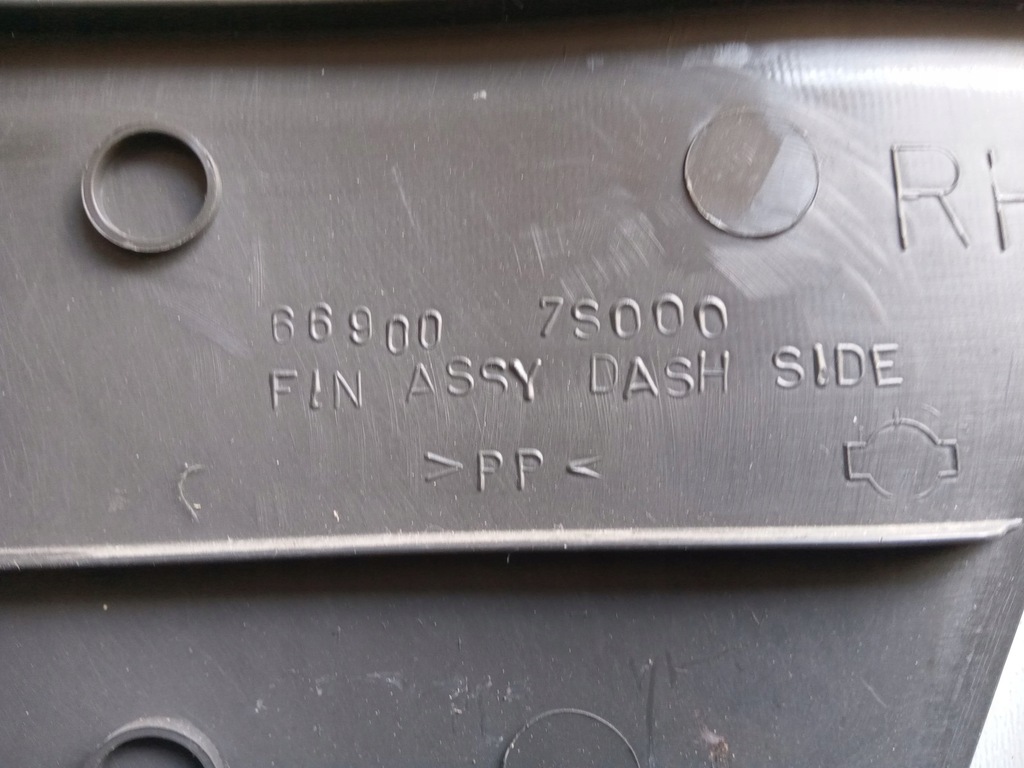 RH
66900 7S000
FIN ASSY DASH SIDE
>PP<